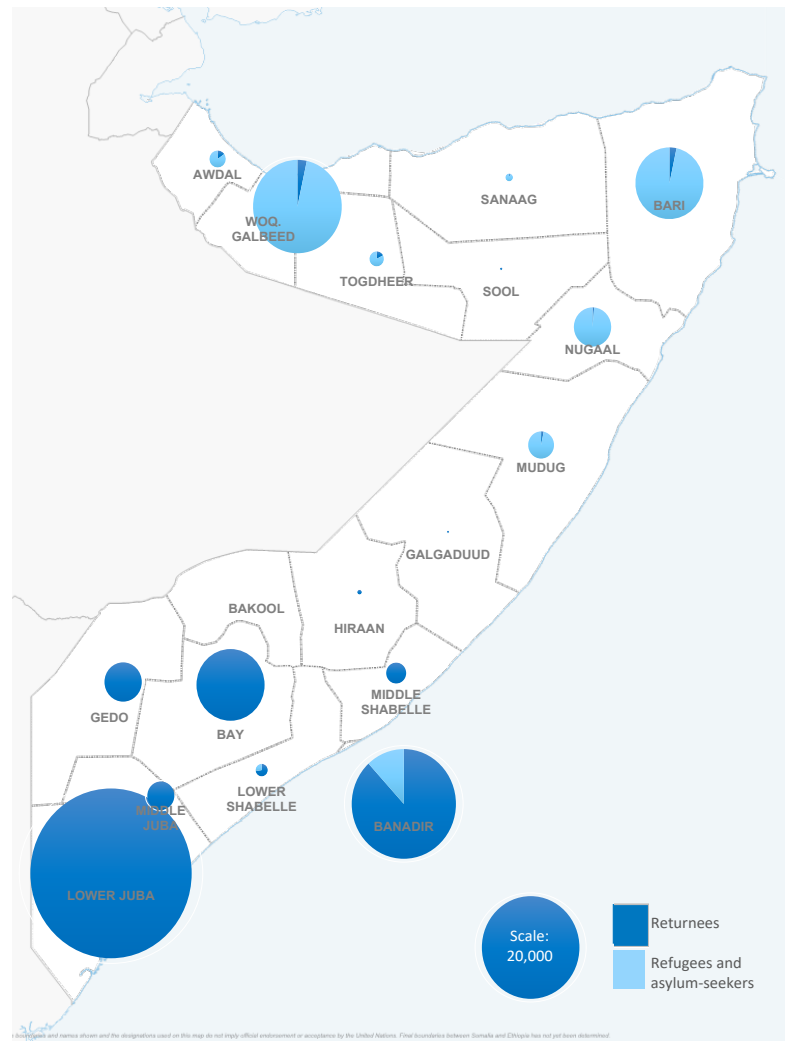 AWDAL
WOQ.
GALBEED
TOGDHEER
SANAAG
SOOL
BARI
NUGAAL
MUDUG
GALGADUUD
HIRAAN
BAKOOL
GEDO
BAY
MIDDLE
SHABELLE
LOWER
SHABELLE
MIDDLE
JUBA
BANADIR
LOWER JUBA
Scale:
20,000
Returnees
Refugees and
asylum-seekers
boundaries and names shown and the designations used on this map do not imply official endorsement or acceptance by the United Nations. Final boundaries between Somalia and Ethiopia has not yet been determined.